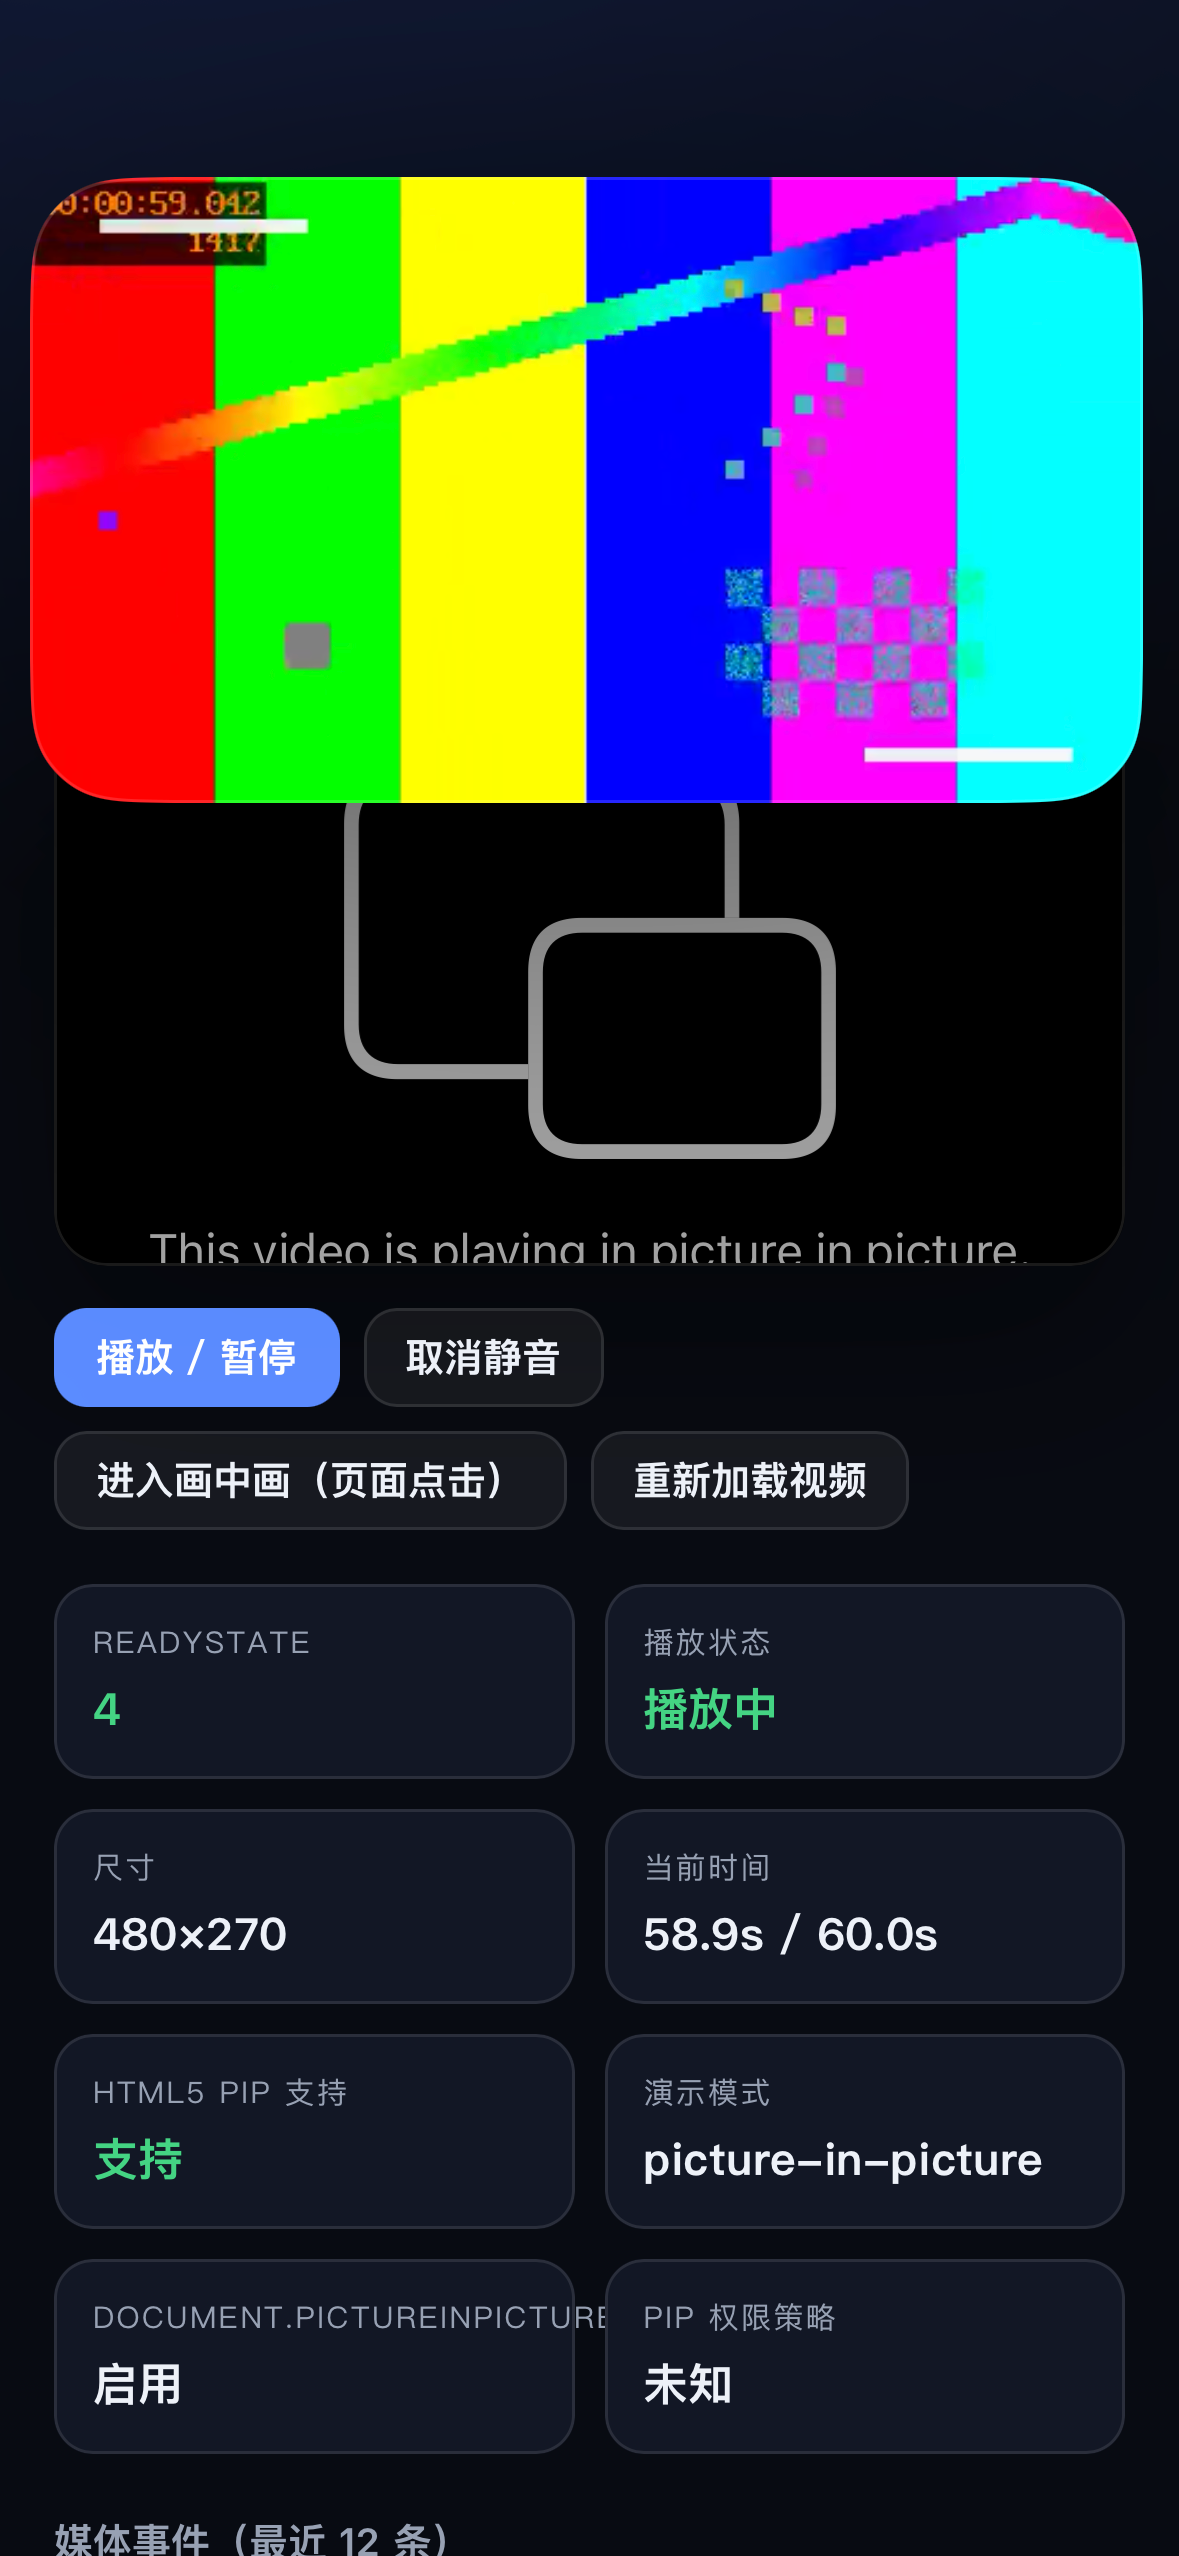 0:00:59.042
1417
This video is playing in picture in picture.
播放 / 暂停
取消静音
进入画中画（页面点击）
重新加载视频
READYSTATE
4
播放状态
播放中
尺寸
480×270
当前时间
58.9s / 60.0s
HTML5 PIP 支持
支持
演示模式
picture-in-picture
DOCUMENT.PICTUREINPICTURE
启用
PIP 权限策略
未知
媒体事件（最近 12 条）